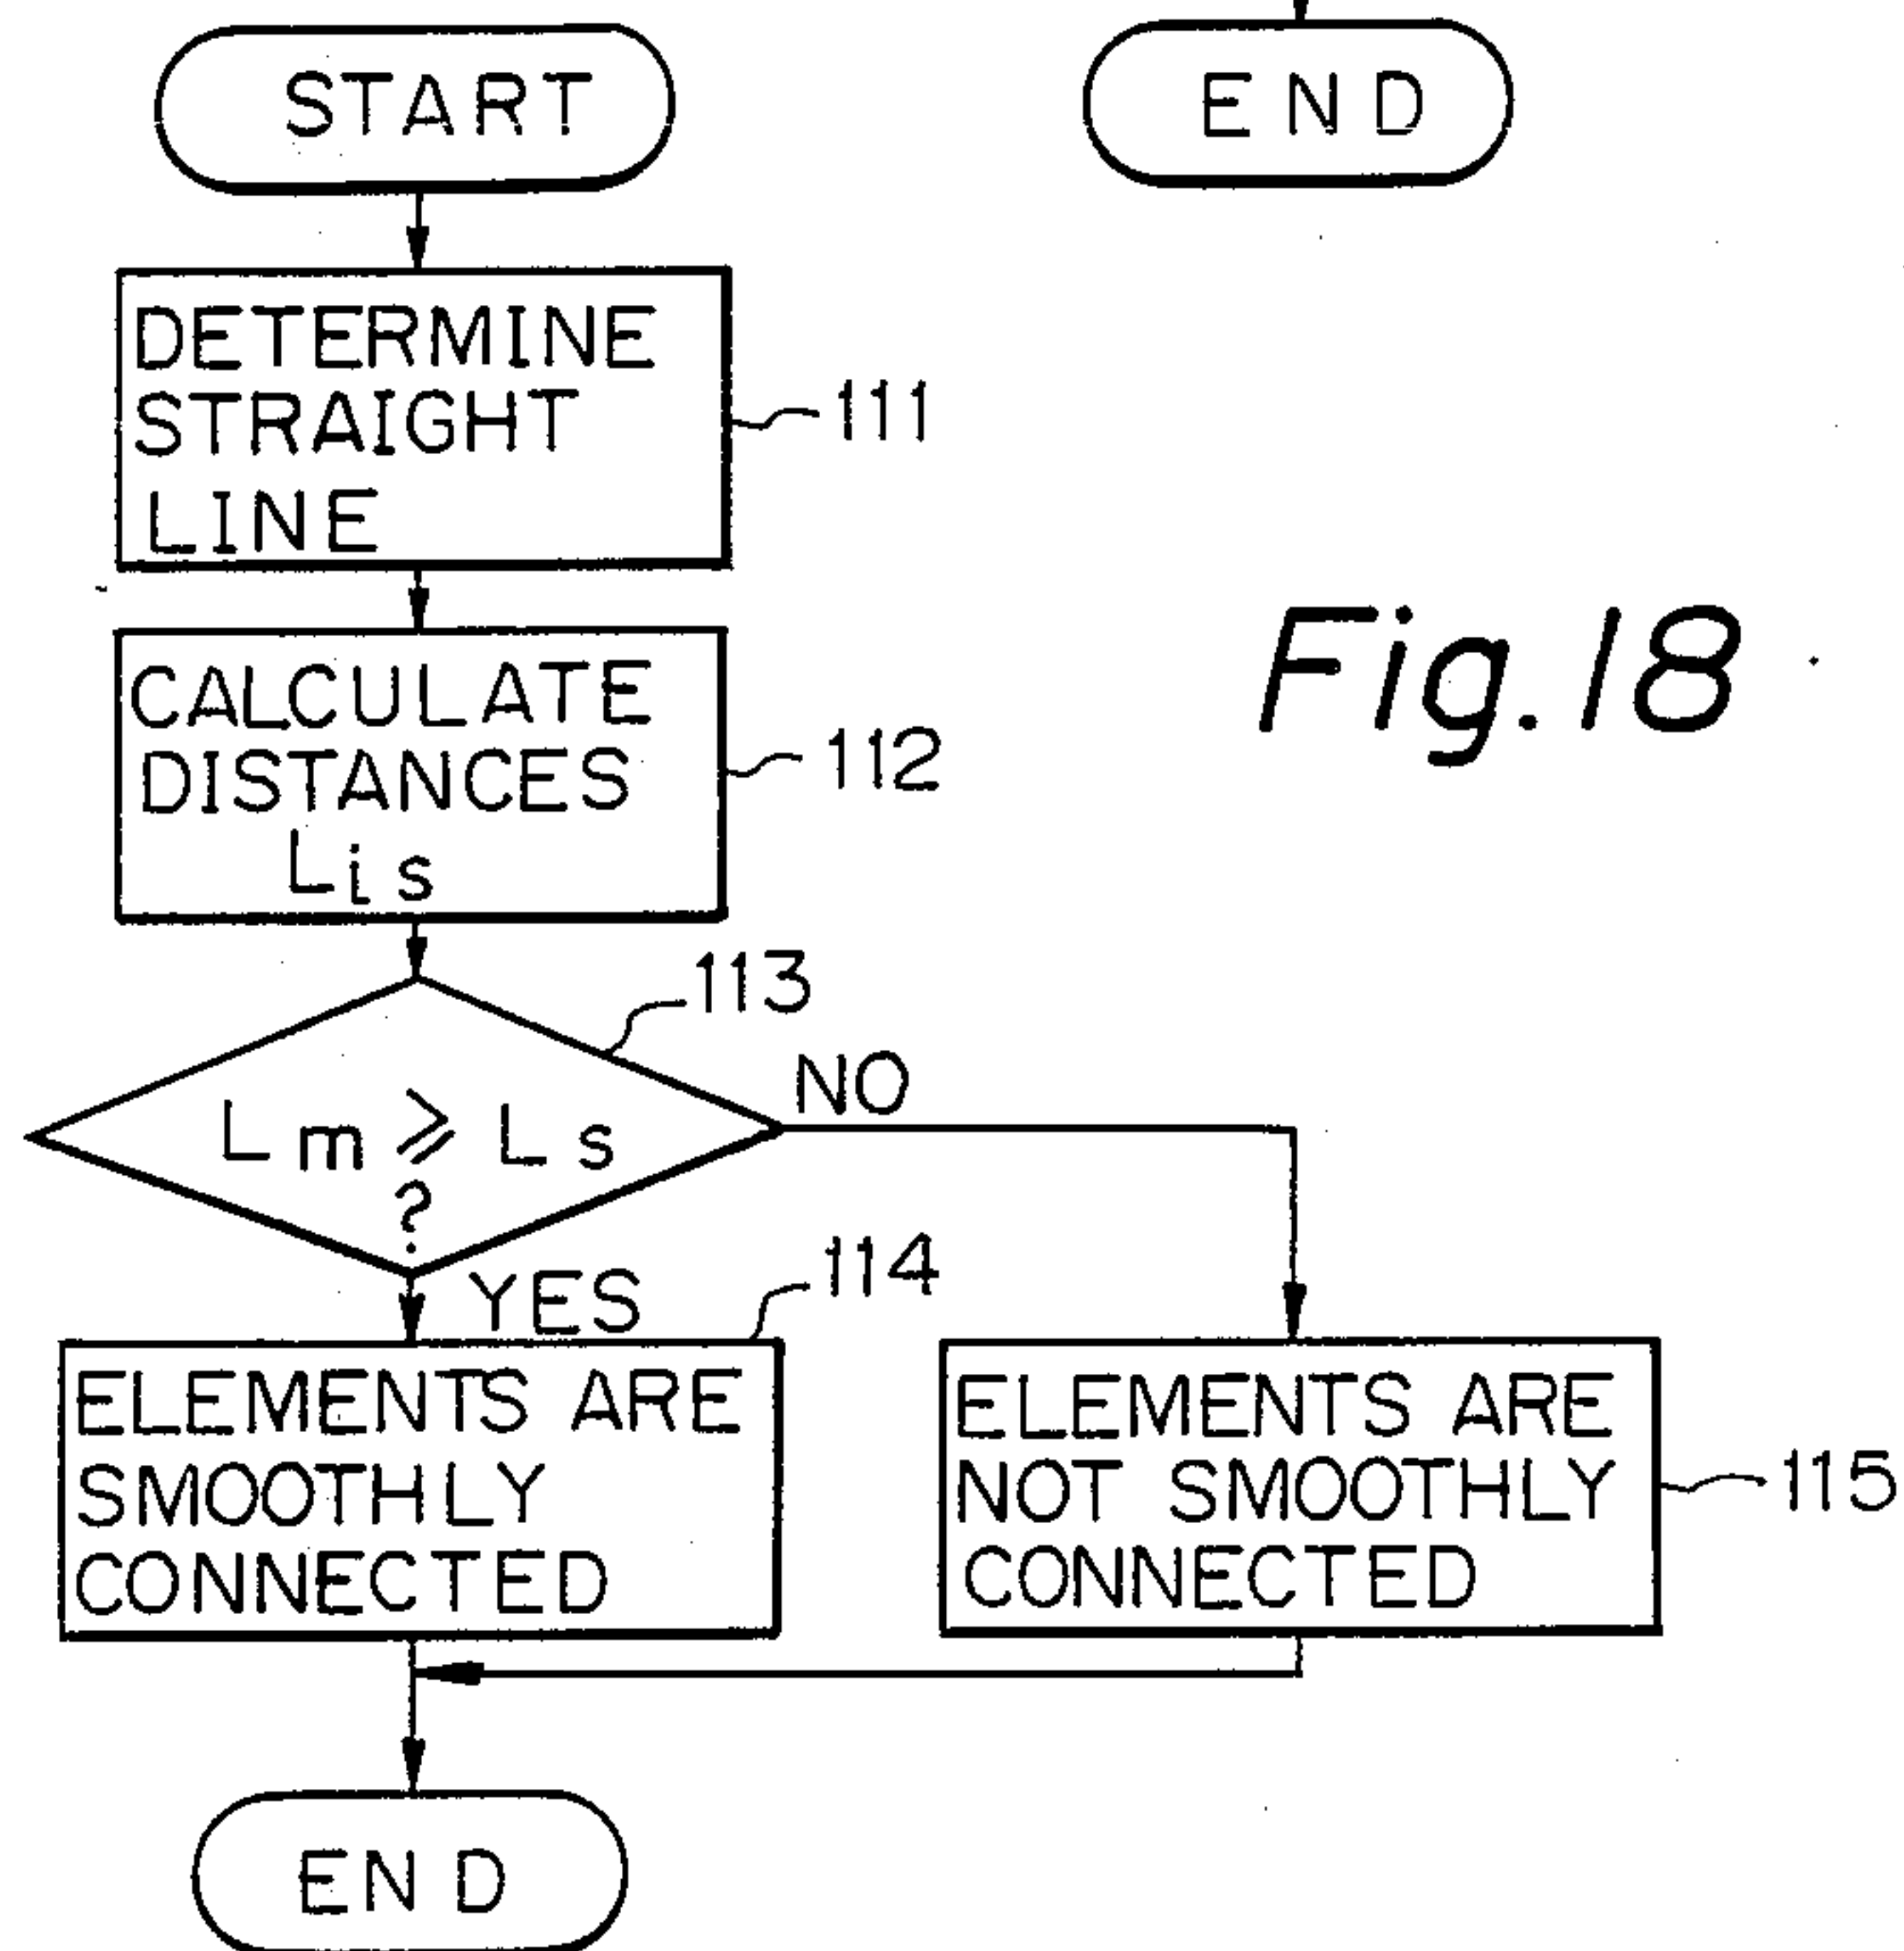 START
END
DETERMINE
STRAIGHT
LINE
111
CALCULATE
DISTANCES
Lis
112
Fig.18
113
Lm ≥ Ls
?
NO
YES
114
ELEMENTS ARE
SMOOTHLY
CONNECTED
ELEMENTS ARE
NOT SMOOTHLY
CONNECTED
115
END